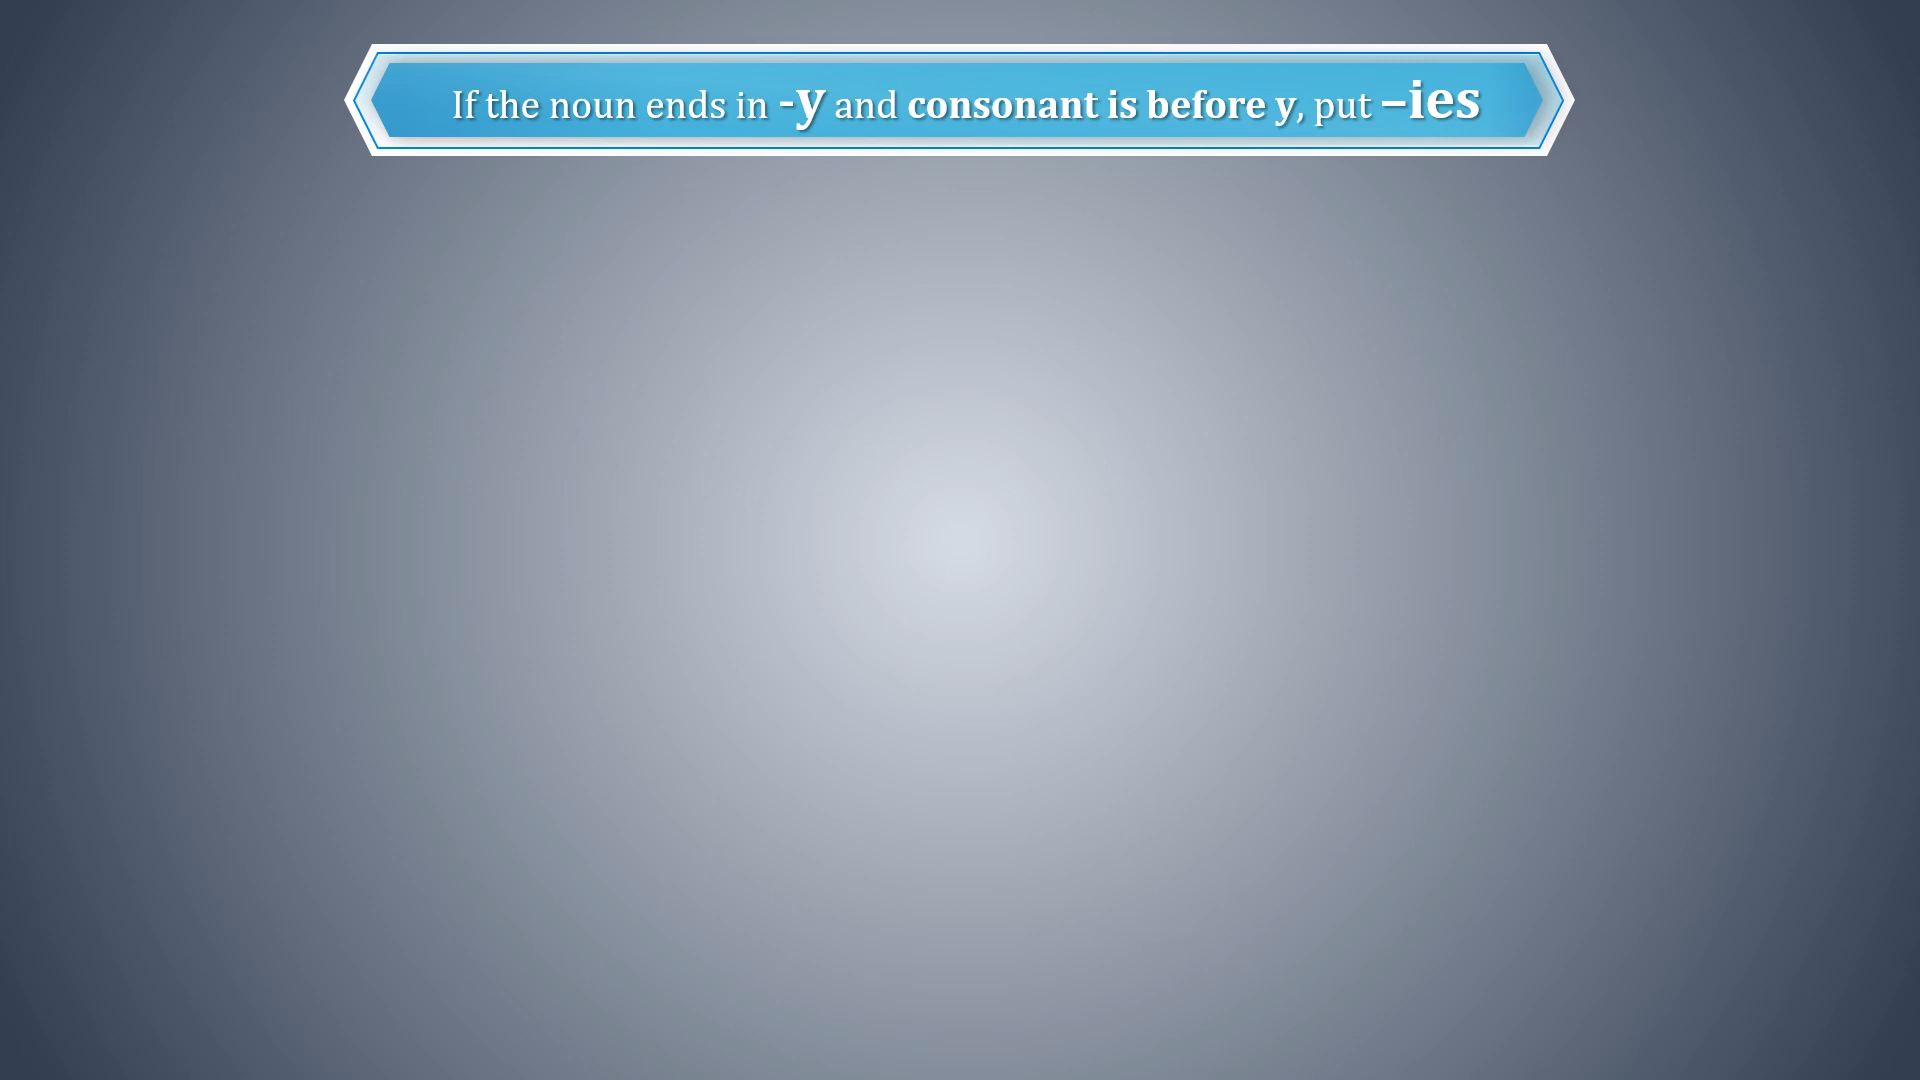 If the noun ends in -y and consonant is before y, put –ies